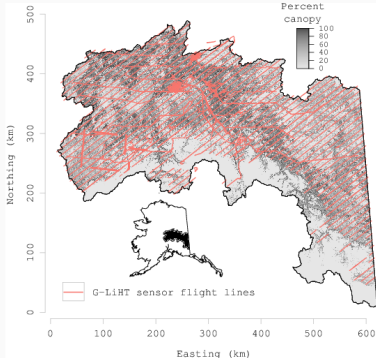 Percent
canopy
100
80
60
40
20
0
500
400
300
200
100
0
Northing (km)
G-LiHT sensor flight lines
0 100 200 300 400 500 600
Easting (km)